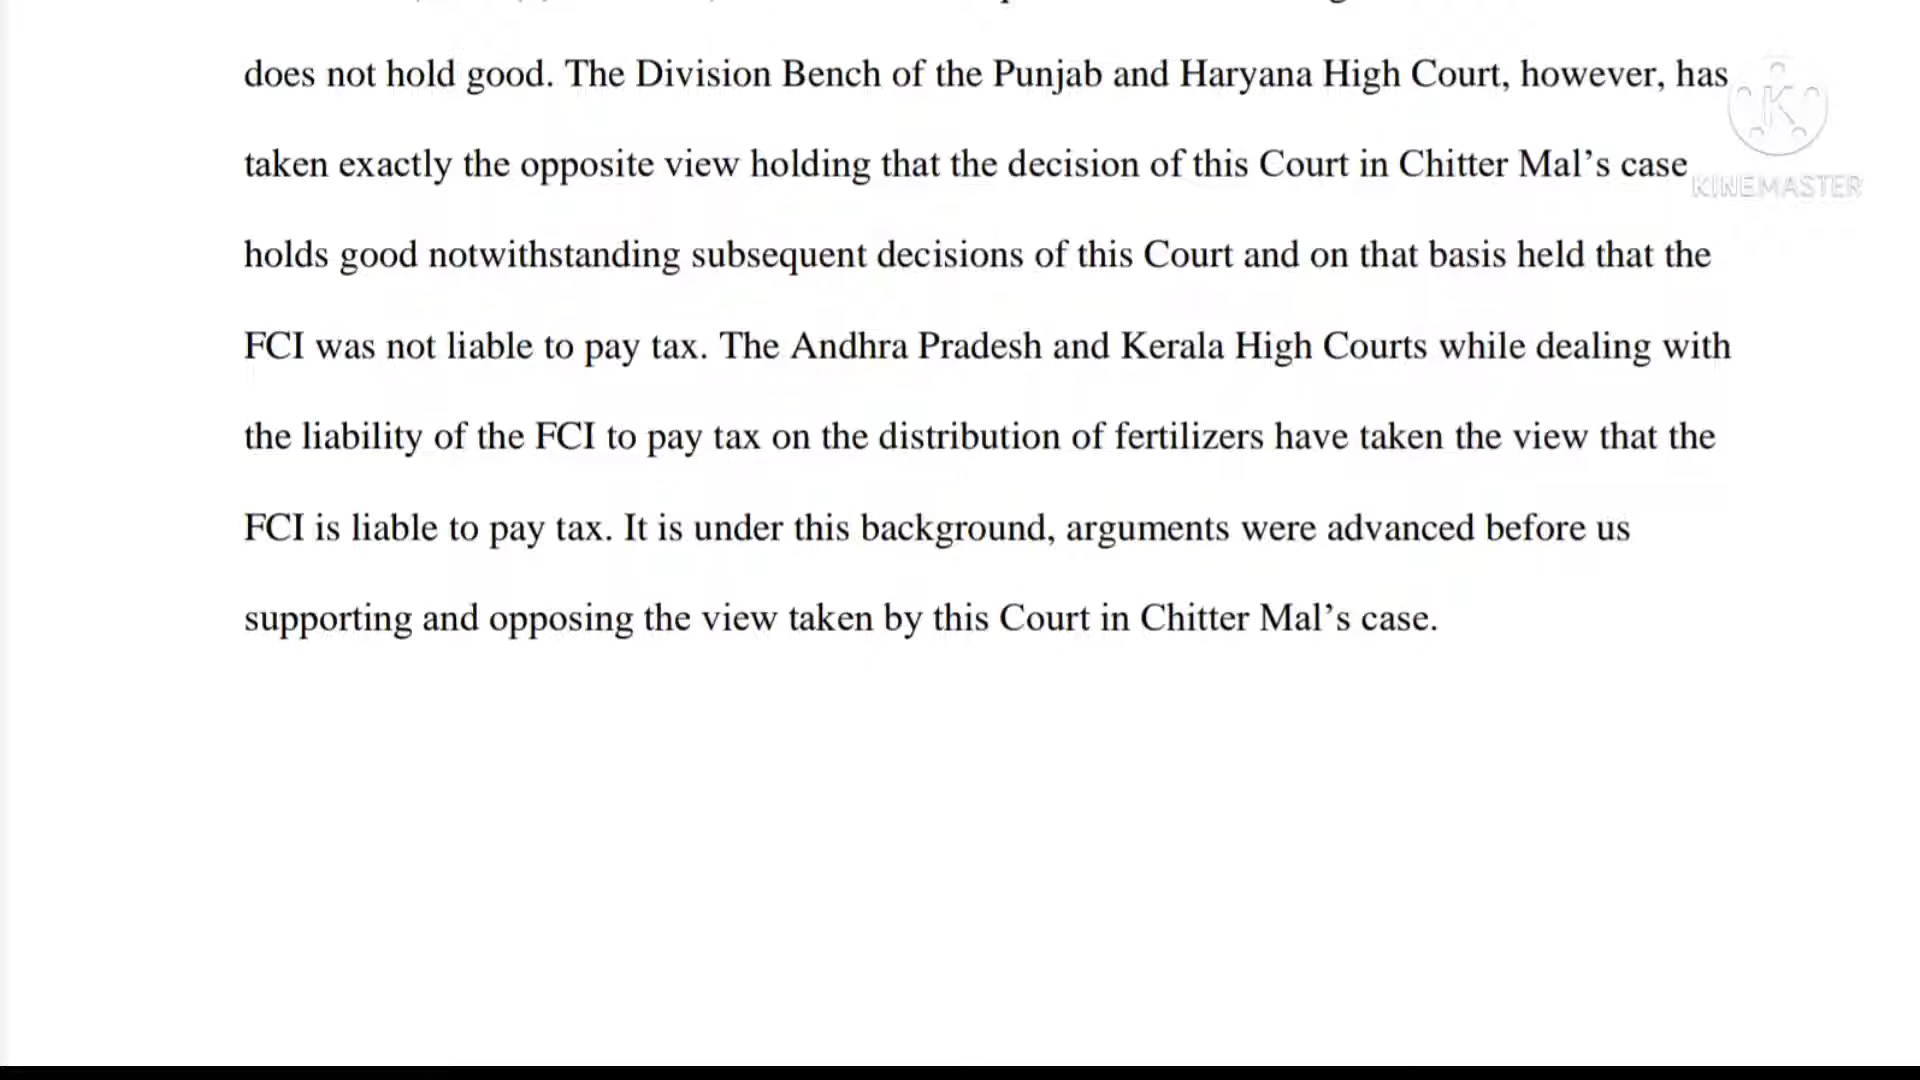 does not hold good. The Division Bench of the Punjab and Haryana High Court, however, has
taken exactly the opposite view holding that the decision of this Court in Chitter Mal’s case
KINEMASTER
holds good notwithstanding subsequent decisions of this Court and on that basis held that the
FCI was not liable to pay tax. The Andhra Pradesh and Kerala High Courts while dealing with
the liability of the FCI to pay tax on the distribution of fertilizers have taken the view that the
FCI is liable to pay tax. It is under this background, arguments were advanced before us
supporting and opposing the view taken by this Court in Chitter Mal’s case.